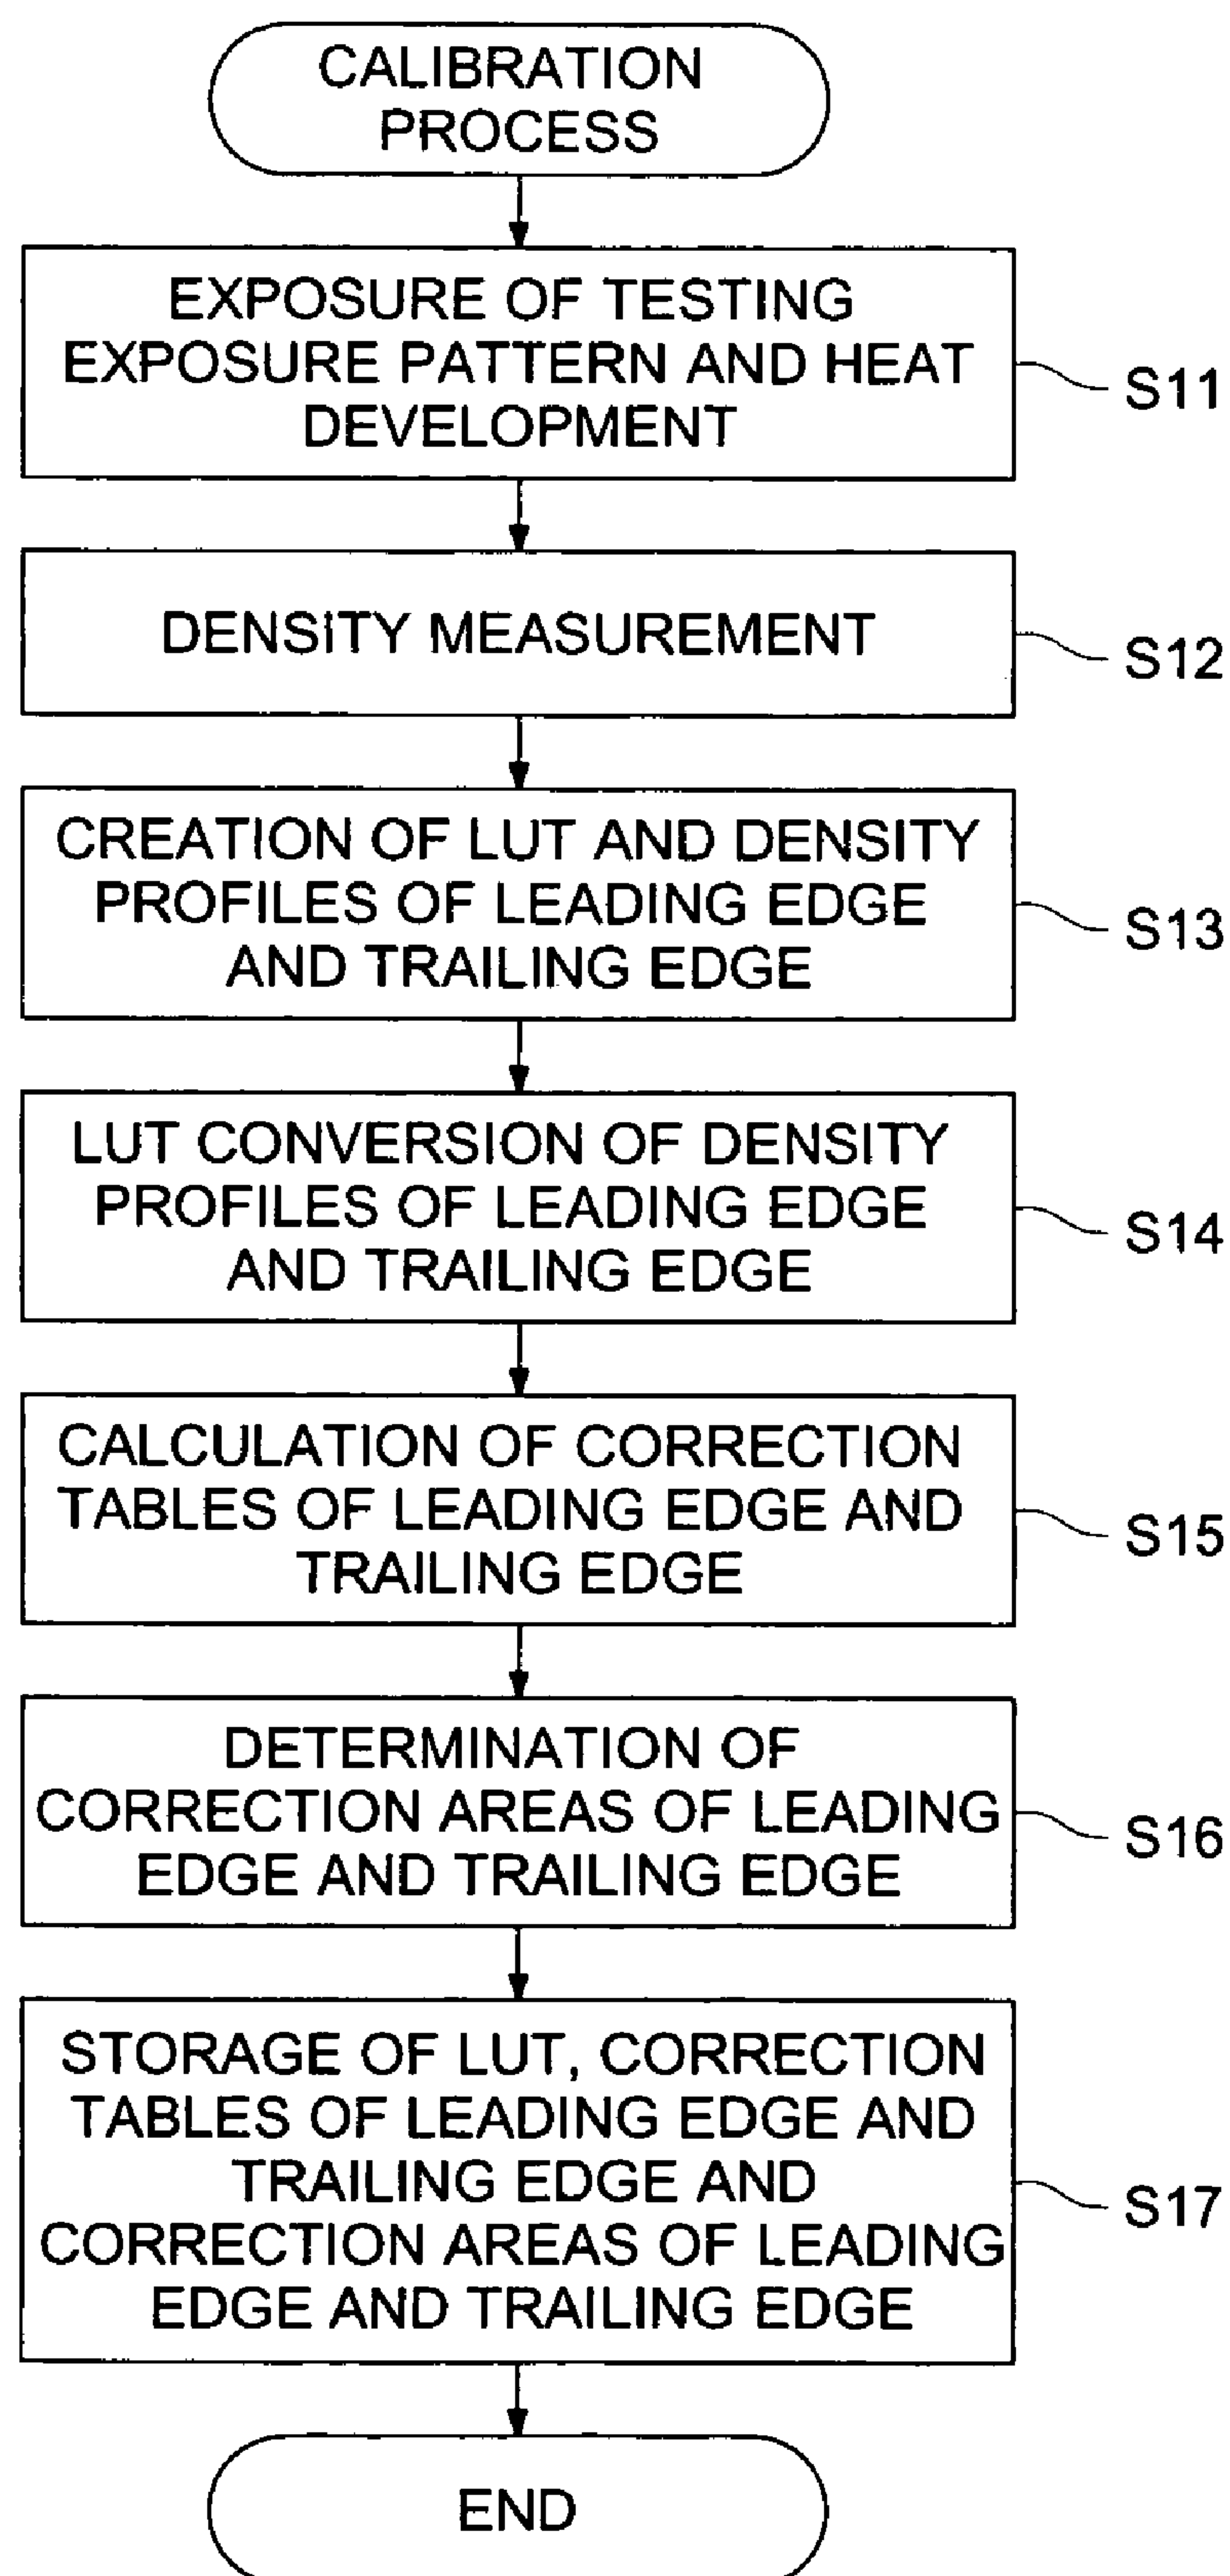 CALIBRATION
PROCESS
EXPOSURE OF TESTING
EXPOSURE PATTERN AND HEAT
DEVELOPMENT
S11
DENSITY MEASUREMENT
S12
CREATION OF LUT AND DENSITY
PROFILES OF LEADING EDGE
AND TRAILING EDGE
S13
LUT CONVERSION OF DENSITY
PROFILES OF LEADING EDGE
AND TRAILING EDGE
S14
CALCULATION OF CORRECTION
TABLES OF LEADING EDGE AND
TRAILING EDGE
S15
DETERMINATION OF
CORRECTION AREAS OF LEADING
EDGE AND TRAILING EDGE
S16
STORAGE OF LUT, CORRECTION
TABLES OF LEADING EDGE AND
TRAILING EDGE AND
CORRECTION AREAS OF LEADING
EDGE AND TRAILING EDGE
S17
END